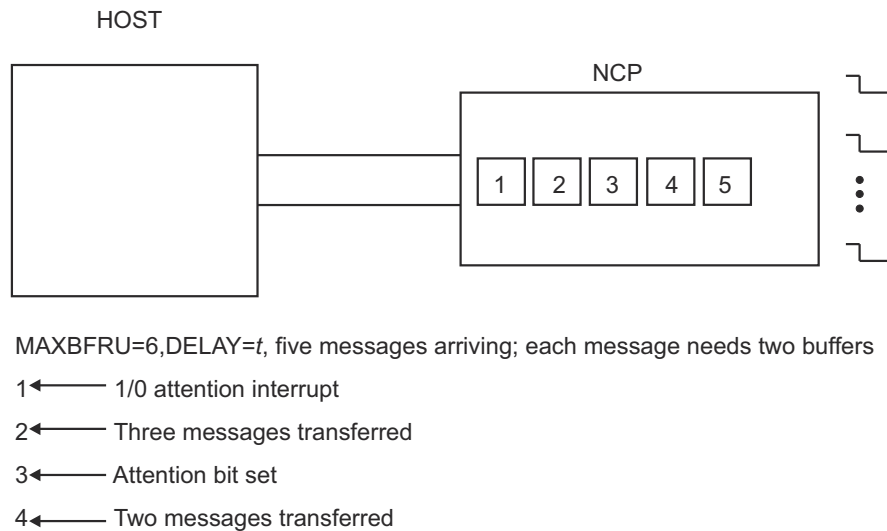 HOST
NCP
1 2 3 4 5
MAXBFRU=6,DELAY=t, five messages arriving; each message needs two buffers
1 1/0 attention interrupt
2 Three messages transferred
3 Attention bit set
4 Two messages transferred